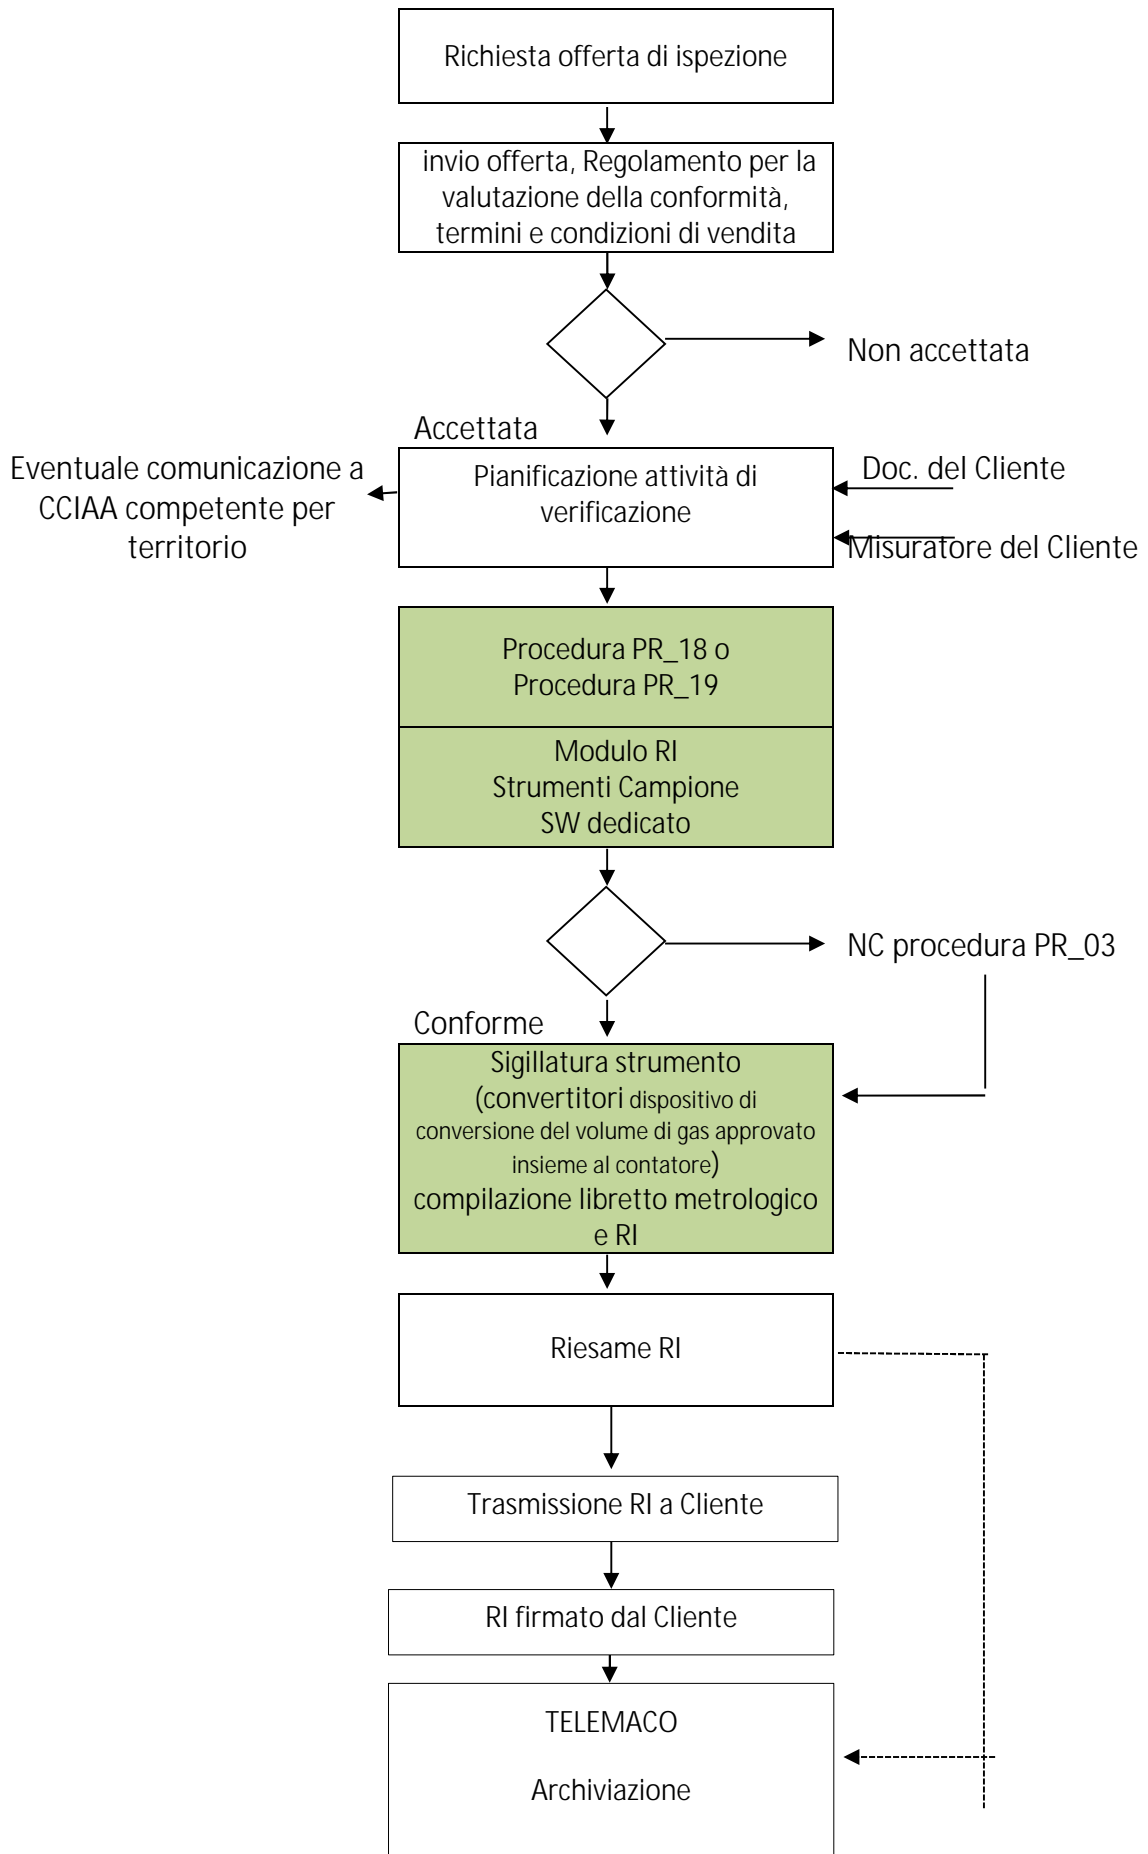 Richiesta offerta di ispezione
invio offerta, Regolamento per la
valutazione della conformità,
termini e condizioni di vendita
Non accettata
Accettata
Eventuale comunicazione a
CCIAA competente per
territorio
Pianificazione attività di
verificazione
Doc. del Cliente
Misuratore del Cliente
Procedura PR_18 o
Procedura PR_19
Modulo RI
Strumenti Campione
SW dedicato
NC procedura PR_03
Conforme
Sigillatura strumento
(convertitori dispositivo di
conversione del volume di gas approvato
insieme al contatore)
compilazione libretto metrologico
e RI
Riesame RI
Trasmissione RI a Cliente
RI firmato dal Cliente
TELEMACO
Archiviazione